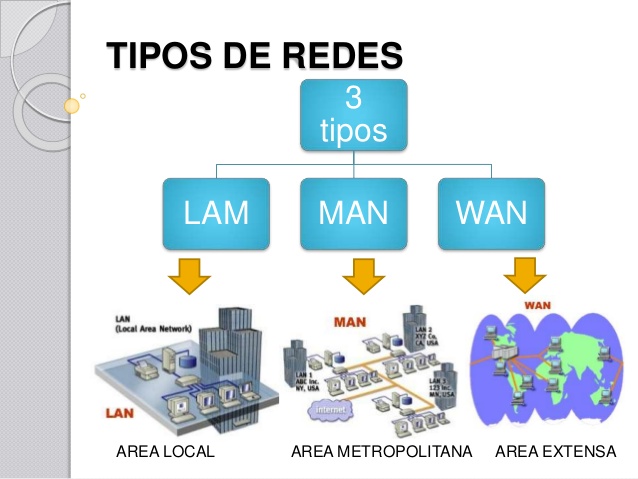 TIPOS DE REDES
3
tipos
LAM
MAN
WAN
LAN
(Local Area Network)
LAN
MAN
LAN 1
ABC Inc.
NY, USA
LAN 2
XYZ Co,
CA, USA
LAN 3
123 Inc,
MN, USA
internet
WAN
AREA LOCAL
AREA METROPOLITANA
AREA EXTENSA